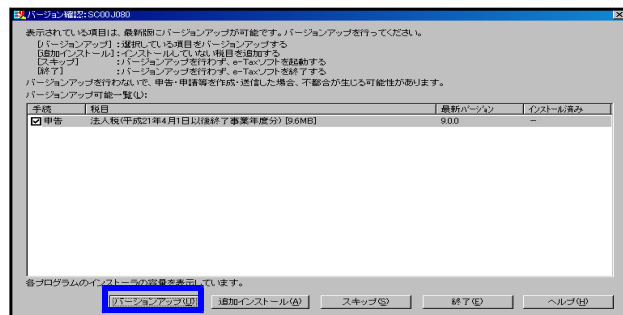 バージョン確認:SC00J080
表示されている項目は、最新版にバージョンアップが可能です。バージョンアップを行ってください。
[バージョンアップ]:選択している項目をバージョンアップする
[追加インストール]:インストールしていない税目を追加する
[スキップ] :バージョンアップを行わず、e-Taxソフトを起動する
[終了] :バージョンアップを行わず、e-Taxソフトを終了する
バージョンアップを行わないで、申告・申請等を作成・送信した場合、不都合が生じる可能性があります。
バージョンアップ可能一覧(L):
手続 税目 最新バージョン インストール済み
申告 法人税(平成21年4月1日以後終了事業年度分) [9.6MB] 9.0.0 −
各プログラムのインストーラの容量を表示しています。
バージョンアップ(U) 追加インストール(A) スキップ(S) 終了(E) ヘルプ(H)